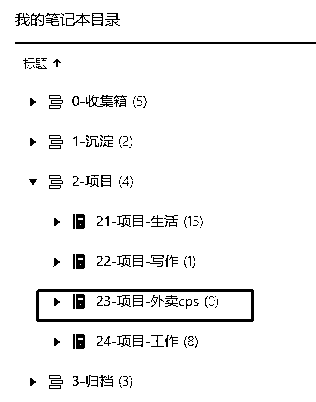 我的笔记本目录
标题 ↑
0-收集箱 (5)
1-沉淀 (2)
2-项目 (4)
21-项目-生活 (15)
22-项目-写作 (1)
23-项目-外卖cps (0)
24-项目-工作 (8)
3-归档 (3)